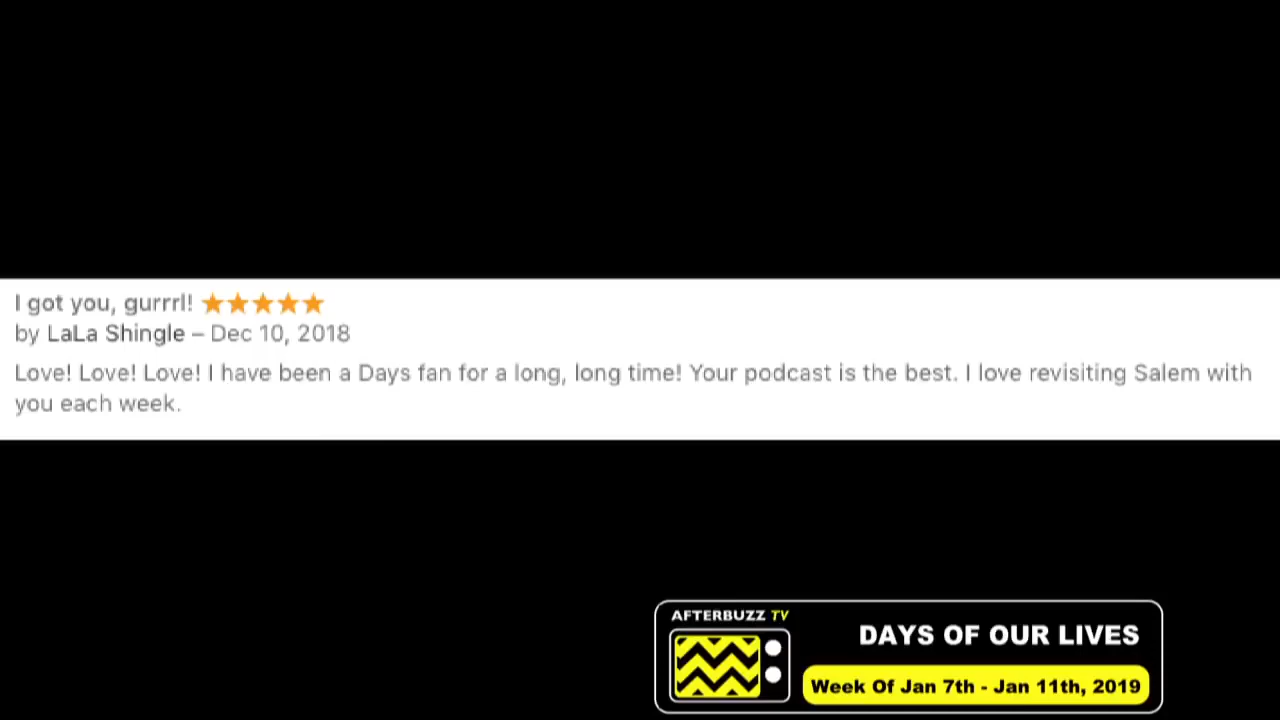 I got you, gurrrl! ★★★★★
by LaLa Shingle – Dec 10, 2018
Love! Love! Love! I have been a Days fan for a long, long time! Your podcast is the best. I love revisiting Salem with
you each week.
AFTERBUZZ TV
DAYS OF OUR LIVES
Week Of Jan 7th - Jan 11th, 2019